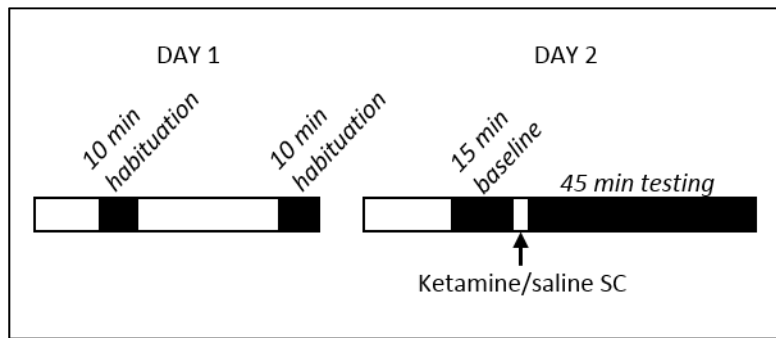 DAY 1
DAY 2
10 min
habituation
10 min
habituation
15 min
baseline
45 min testing
Ketamine/saline SC